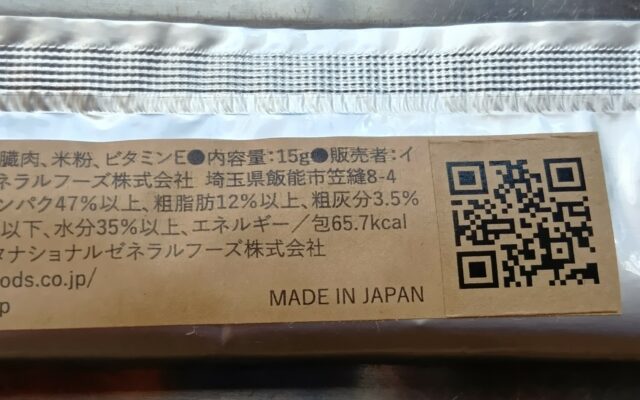 臓肉、米粉、ビタミンE●内容量:15g●販売者:イ
ネラルフーズ株式会社 埼玉県飯能市笠縫8-4
ンパク47%以上、粗脂肪12%以上、粗灰分3.5%
以下、水分35%以上、エネルギー/包65.7kcal
タナショナルゼネラルフーズ株式会社
ods.co.jp/
p
MADE IN JAPAN